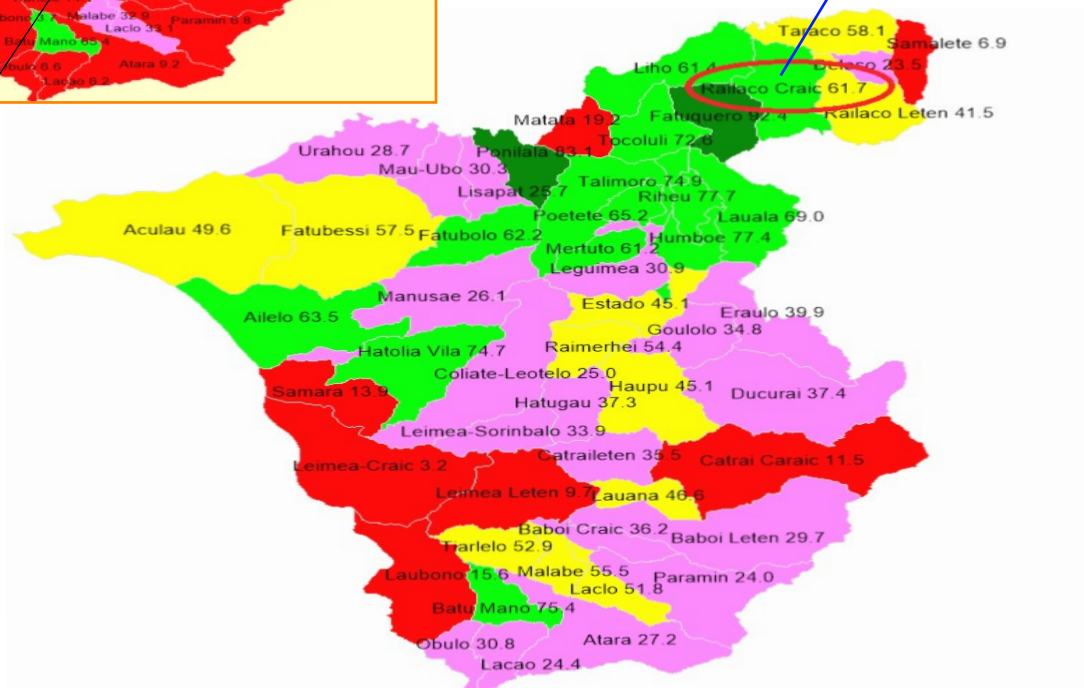 Malabe 32.9
Laclo 33.1
Paramin 6.8
Batu Mano 65.4
Atara 9.2
Lacao 6.2
Taraco 58.1
Samalete 6.9
Deleso 23.5
Liho 61.4
Railaco Craic 61.7
Railaco Leten 41.5
Fatuquero 92.4
Matata 19.2
Tocoluli 72.6
Urahou 28.7
Ponilala 83.1
Mau-Ubo 30.3
Lisapat 25.7
Talimoro 74.9
Riheu 77.7
Poetete 65.2
Lauala 69.0
Aculau 49.6
Fatubessi 57.5
Fatubolo 62.2
Humboe 77.4
Mertuto 61.2
Leguimea 30.9
Manusae 26.1
Estado 45.1
Eraulo 39.9
Ailelo 63.5
Goulolo 34.8
Raimerhei 54.4
Hatolia Vila 74.7
Coliate-Leotelo 25.0
Haupu 45.1
Samara 13.9
Ducurai 37.4
Hatugau 37.3
Leimea-Sorinbalo 33.9
Catraileten 35.5
Catrai Caraic 11.5
Leimea-Craic 3.2
Leimea Leten 9.7
Lauana 46.6
Baboi Craic 36.2
Baboi Leten 29.7
Tiarlelo 52.9
Malabe 55.5
Laubono 15.6
Paramin 24.0
Laclo 51.8
Batu Mano 75.4
Obulo 30.8
Atara 27.2
Lacao 24.4